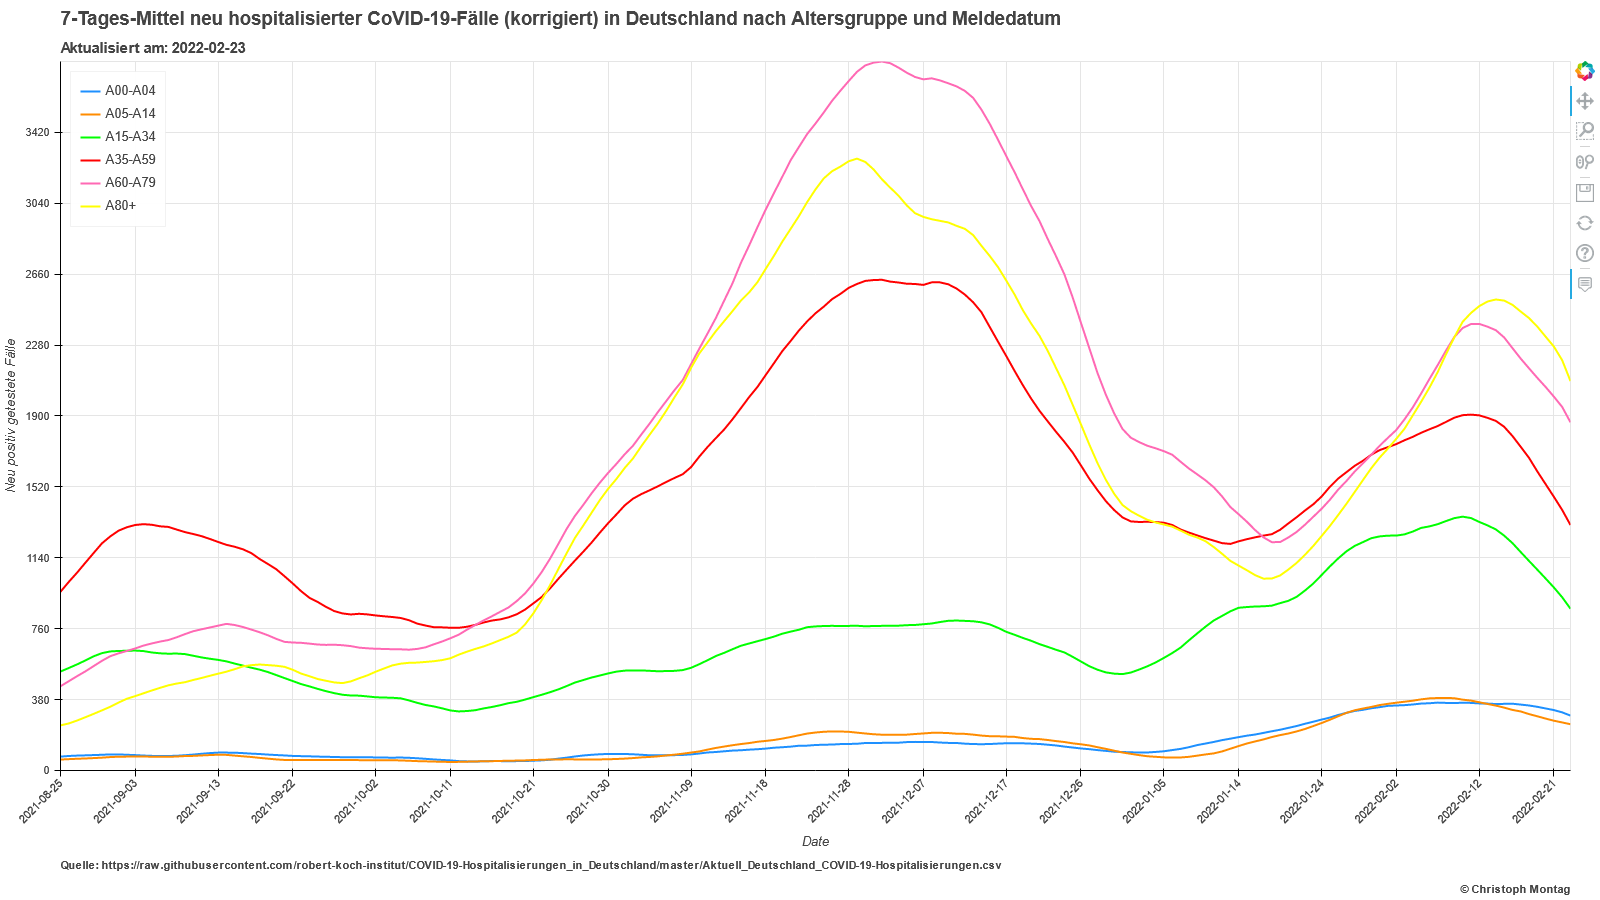 7-Tages-Mittel neu hospitalisierter CoVID-19-Fälle (korrigiert) in Deutschland nach Altersgruppe und Meldedatum
Aktualisiert am: 2022-02-23
A00-A04
A05-A14
A15-A34
A35-A59
A60-A79
A80+
3420
3040
2660
2280
1900
1520
1140
760
380
0
Neu positiv getestete Fälle
2021-08-25
2021-09-03
2021-09-13
2021-09-22
2021-10-02
2021-10-11
2021-10-21
2021-10-30
2021-11-09
2021-11-18
2021-11-28
2021-12-07
2021-12-17
2021-12-26
2022-01-05
2022-01-14
2022-01-24
2022-02-02
2022-02-12
2022-02-21
Date
Quelle: https://raw.githubusercontent.com/robert-koch-institut/COVID-19-Hospitalisierungen_in_Deutschland/master/Aktuell_Deutschland_COVID-19-Hospitalisierungen.csv
© Christoph Montag